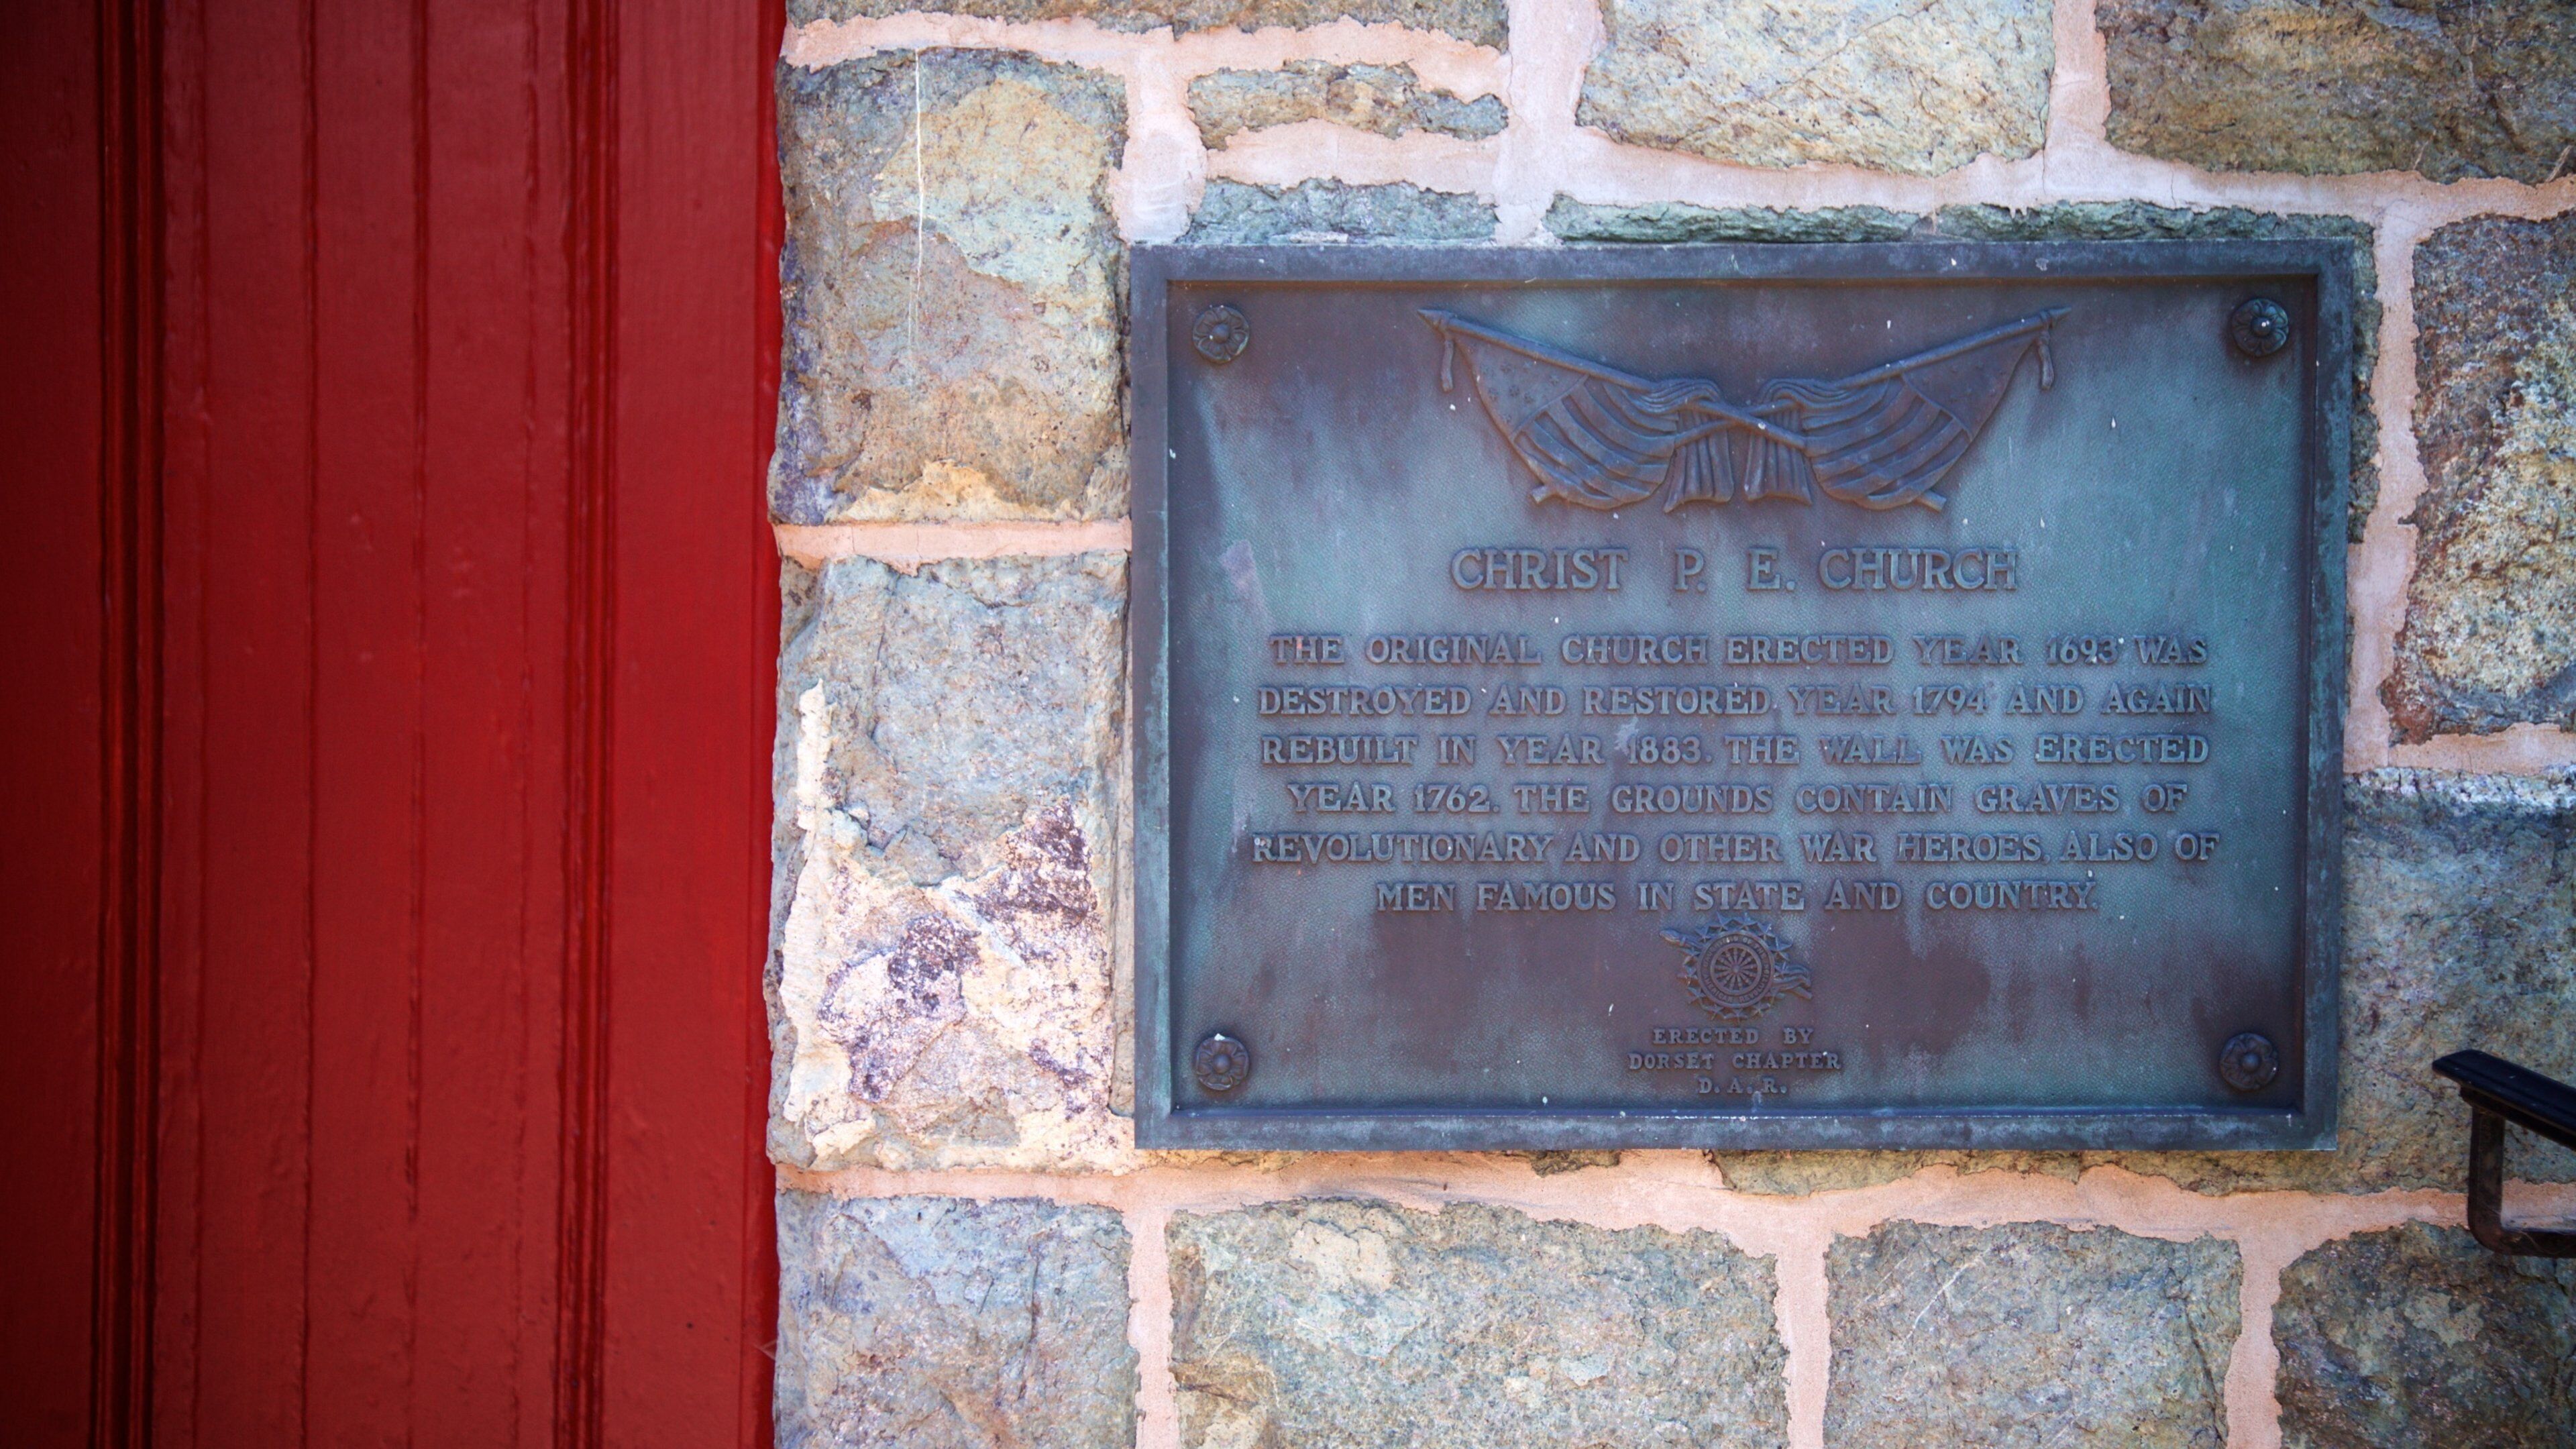 CHRIST P. E. CHURCH
THE ORIGINAL CHURCH ERECTED YEAR 1693 WAS
DESTROYED AND RESTORED YEAR 1794 AND AGAIN
REBUILT IN YEAR 1883. THE WALL WAS ERECTED
YEAR 1762. THE GROUNDS CONTAIN GRAVES OF
REVOLUTIONARY AND OTHER WAR HEROES, ALSO OF
MEN FAMOUS IN STATE AND COUNTRY.
ERECTED BY
DORSET CHAPTER
D. A. R.